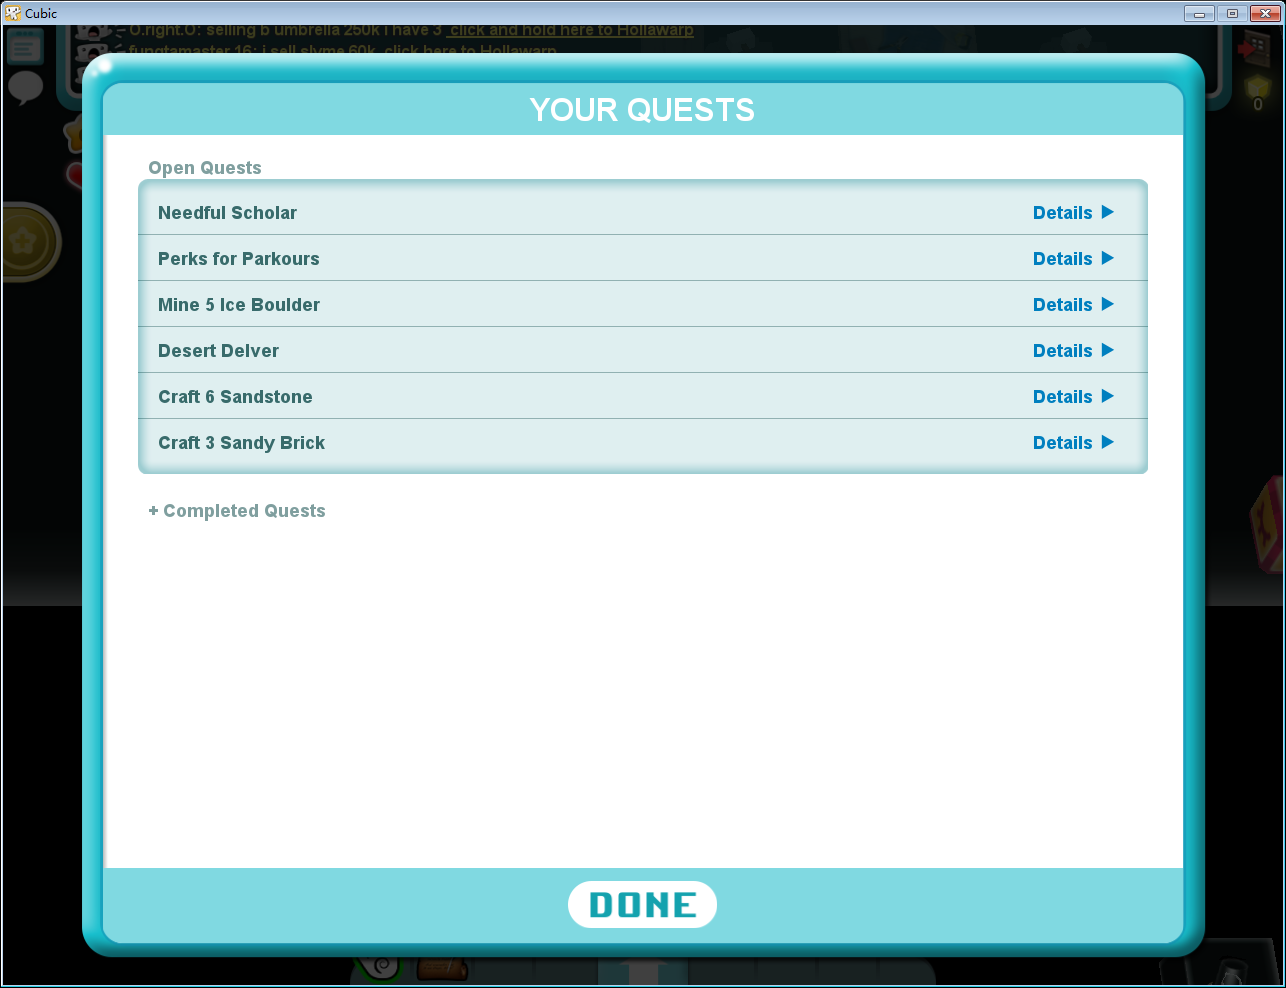 Cubic
O.right.O: selling b umbrella 250k i have 3 click and hold here to Hollawarp
fungtamaster 16: i sell slyme 60k click here to Hollawarp
0
YOUR QUESTS
Open Quests
Needful Scholar Details
Perks for Parkours Details
Mine 5 Ice Boulder Details
Desert Delver Details
Craft 6 Sandstone Details
Craft 3 Sandy Brick Details
+ Completed Quests
DONE